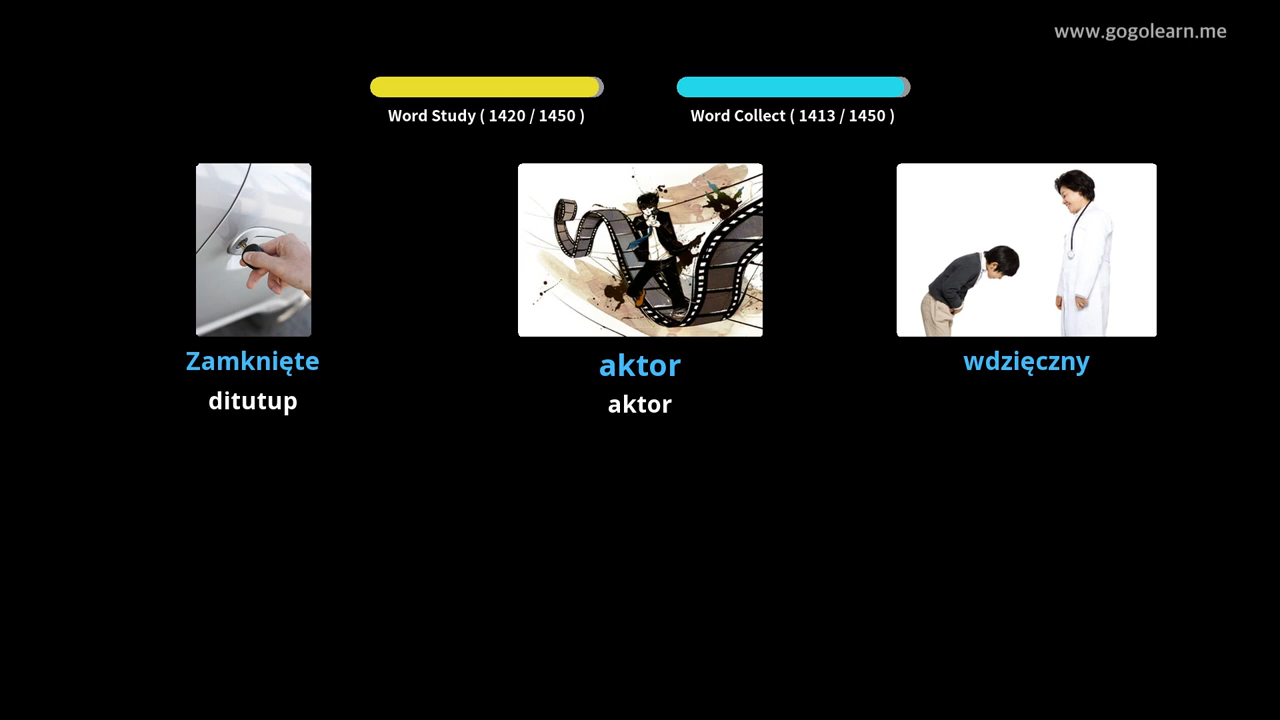 www.gogolearn.me
Word Study ( 1420 / 1450 )
Word Collect ( 1413 / 1450 )
Zamknięte
ditutup
aktor
aktor
wdzięczny